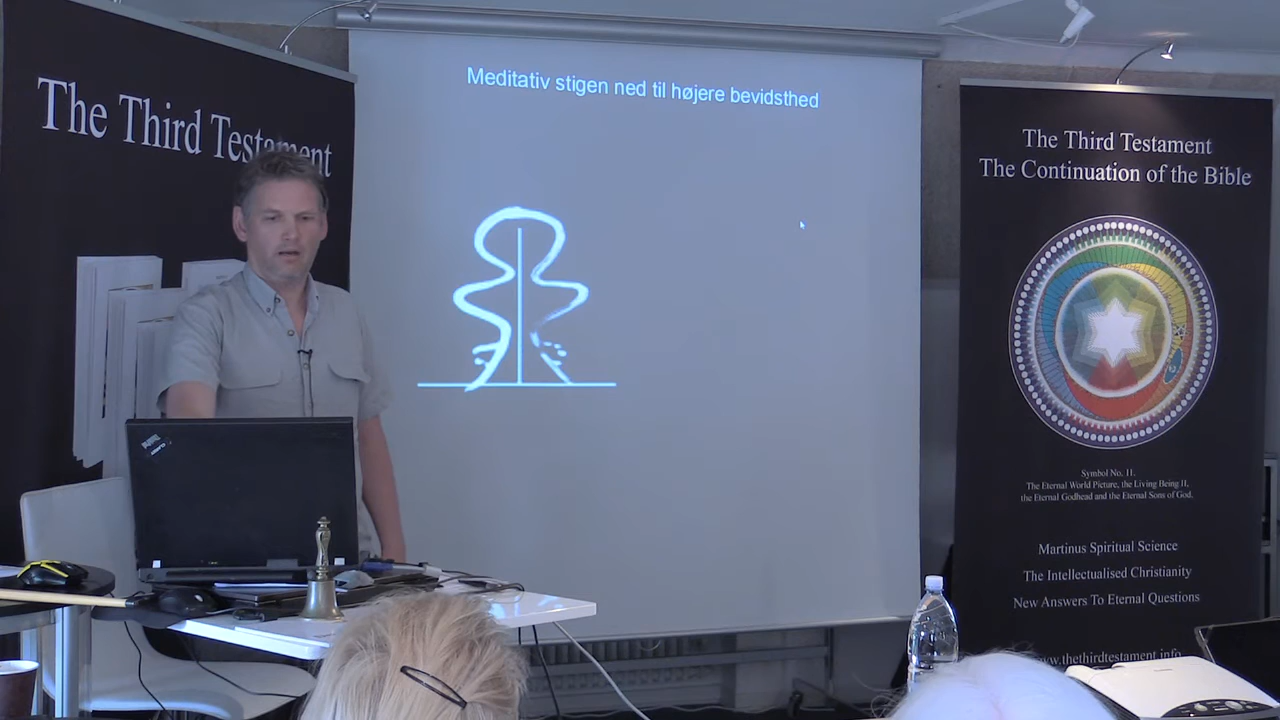 The Third Testament
Meditativ stigen ned til højere bevidsthed
The Third Testament
The Continuation of the Bible
Symbol No. 11.
The Eternal World Picture, the Living Being II,
the Eternal Godhead and the Eternal Sons of God.
Martinus Spiritual Science
The Intellectualised Christianity
New Answers To Eternal Questions
www.thethirdtestament.info